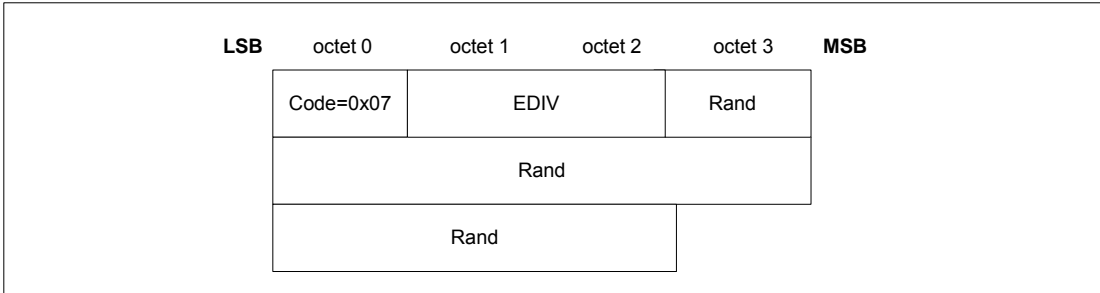 LSB octet 0 octet 1 octet 2 octet 3 MSB
Code=0x07 EDIV Rand
Rand
Rand